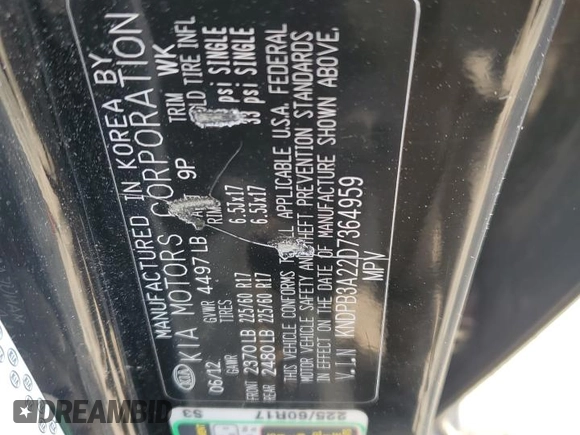 MANUFACTURED IN KOREA BY
KIA MOTORS CORPORATION
06/12 GVWR 4497 LB 9P TRIM WK
GAWR TIRES COLD TIRE INFL
FRONT 2370 LB 225/60 R17 6.5Jx17 psi SINGLE
REAR 2480 LB 225/60 R17 6.5Jx17 33 psi SINGLE
THIS VEHICLE CONFORMS TO ALL APPLICABLE U.S.A. FEDERAL
MOTOR VEHICLE SAFETY AND THEFT PREVENTION STANDARDS
IN EFFECT ON THE DATE OF MANUFACTURE SHOWN ABOVE.
V.I.N KNDPB3A22D7364959
MPV
225/60R17
S3
DREAMBID